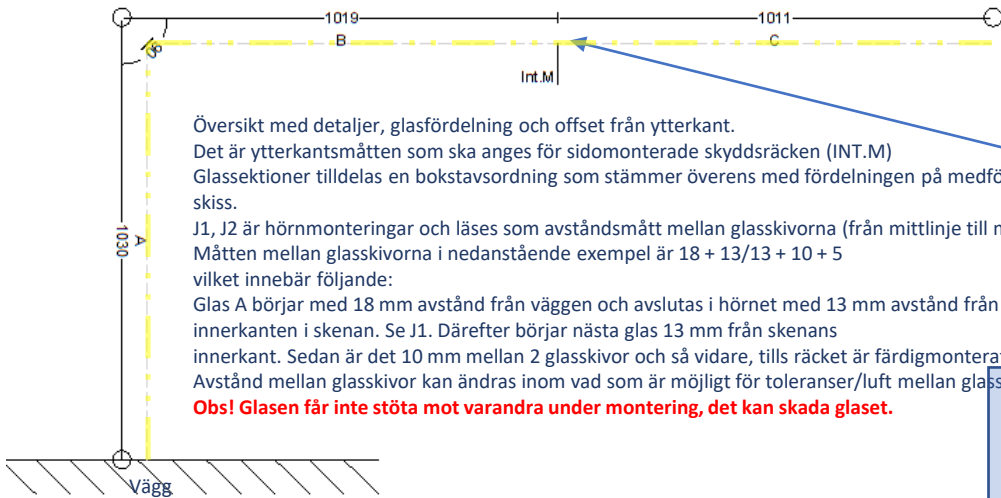 1019
1011
B
C
Int.M
Översikt med detaljer, glasfördelning och offset från ytterkant.
Det är ytterkantsmåtten som ska anges för sidomonterade skyddsräcken (INT.M)
Glassektioner tilldelas en bokstavsordning som stämmer överens med fördelningen på medfö
skiss.
J1, J2 är hörnmonteringar och läses som avståndsmått mellan glasskivorna (från mittlinje till m
Måtten mellan glasskivorna i nedanstående exempel är 18 + 13/13 + 10 + 5
vilket innebär följande:
Glas A börjar med 18 mm avstånd från väggen och avslutas i hörnet med 13 mm avstånd från
innerkanten i skenan. Se J1. Därefter börjar nästa glas 13 mm från skenans
innerkant. Sedan är det 10 mm mellan 2 glasskivor och så vidare, tills räcket är färdigmontera
Avstånd mellan glasskivor kan ändras inom vad som är möjligt för toleranser/luft mellan glass
Obs! Glasen får inte stöta mot varandra under montering, det kan skada glaset.
1030
A
Vägg